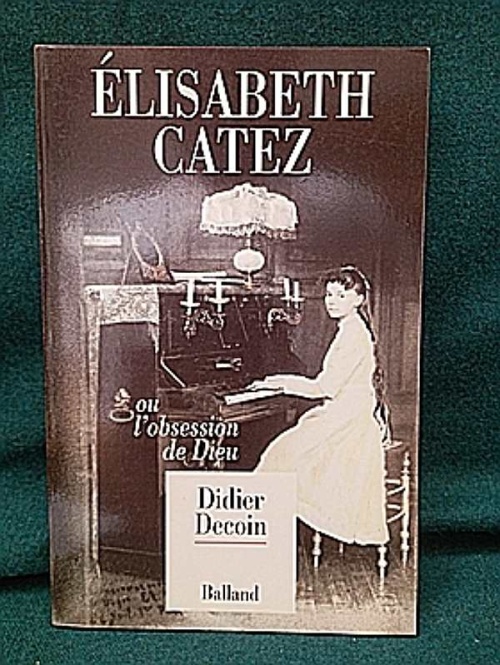 ÉLISABETH
CATEZ
ou
l'obsession
de Dieu
Didier
Decoin
Balland